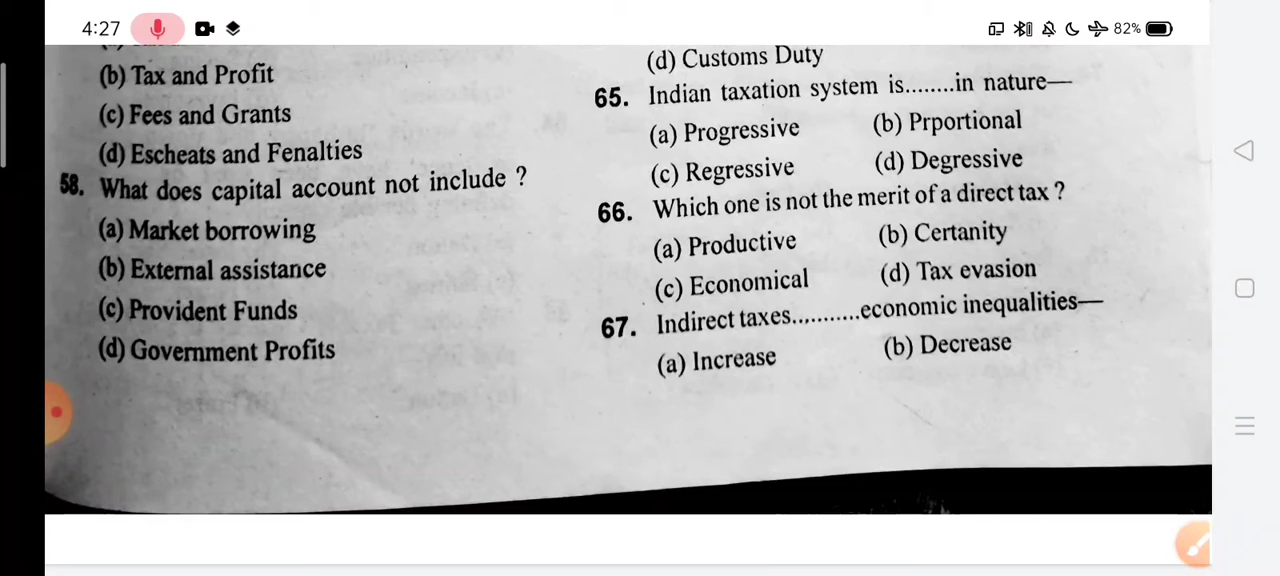 4:27
82%
(b) Tax and Profit
(c) Fees and Grants
(d) Escheats and Fenalties
58. What does capital account not include ?
(a) Market borrowing
(b) External assistance
(c) Provident Funds
(d) Government Profits
(d) Customs Duty
65. Indian taxation system is........in nature—
(a) Progressive (b) Prportional
(c) Regressive (d) Degressive
66. Which one is not the merit of a direct tax ?
(a) Productive (b) Certanity
(c) Economical (d) Tax evasion
67. Indirect taxes...........economic inequalities—
(a) Increase (b) Decrease